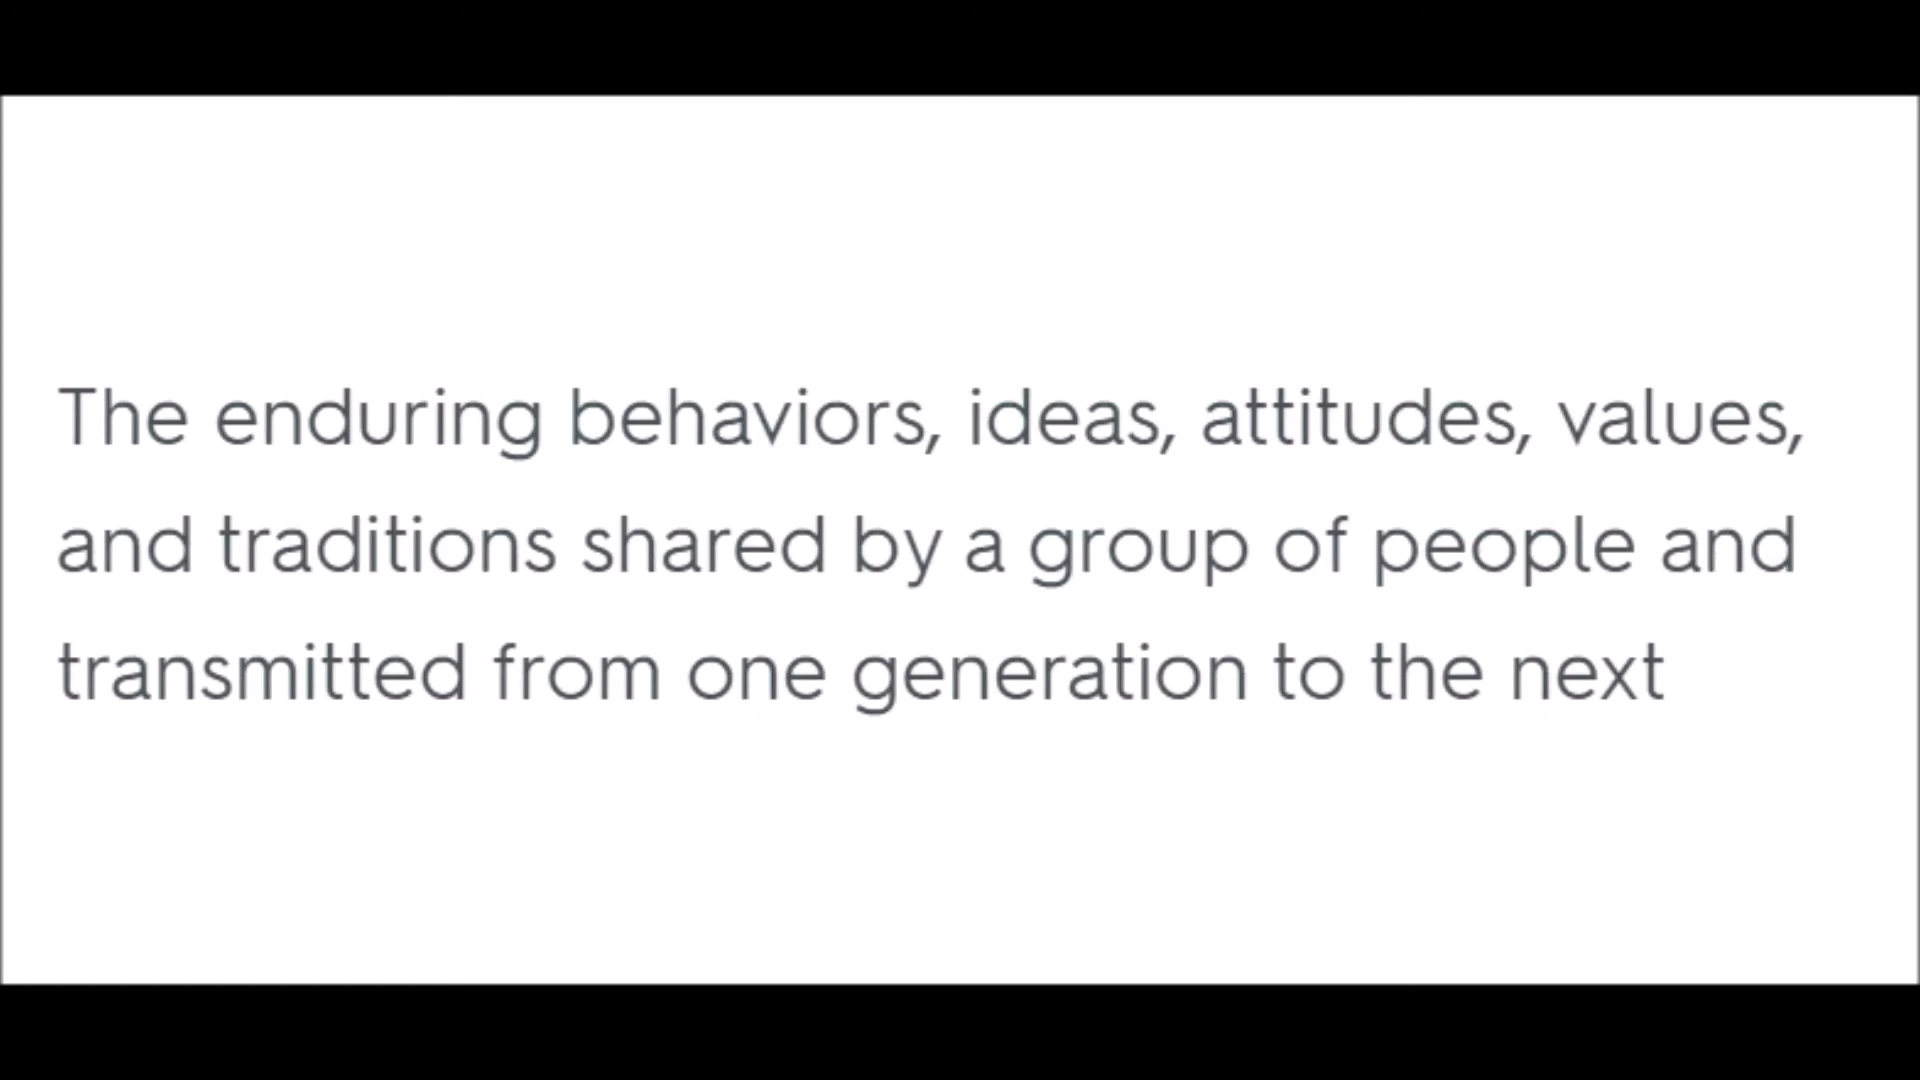 The enduring behaviors, ideas, attitudes, values,
and traditions shared by a group of people and
transmitted from one generation to the next